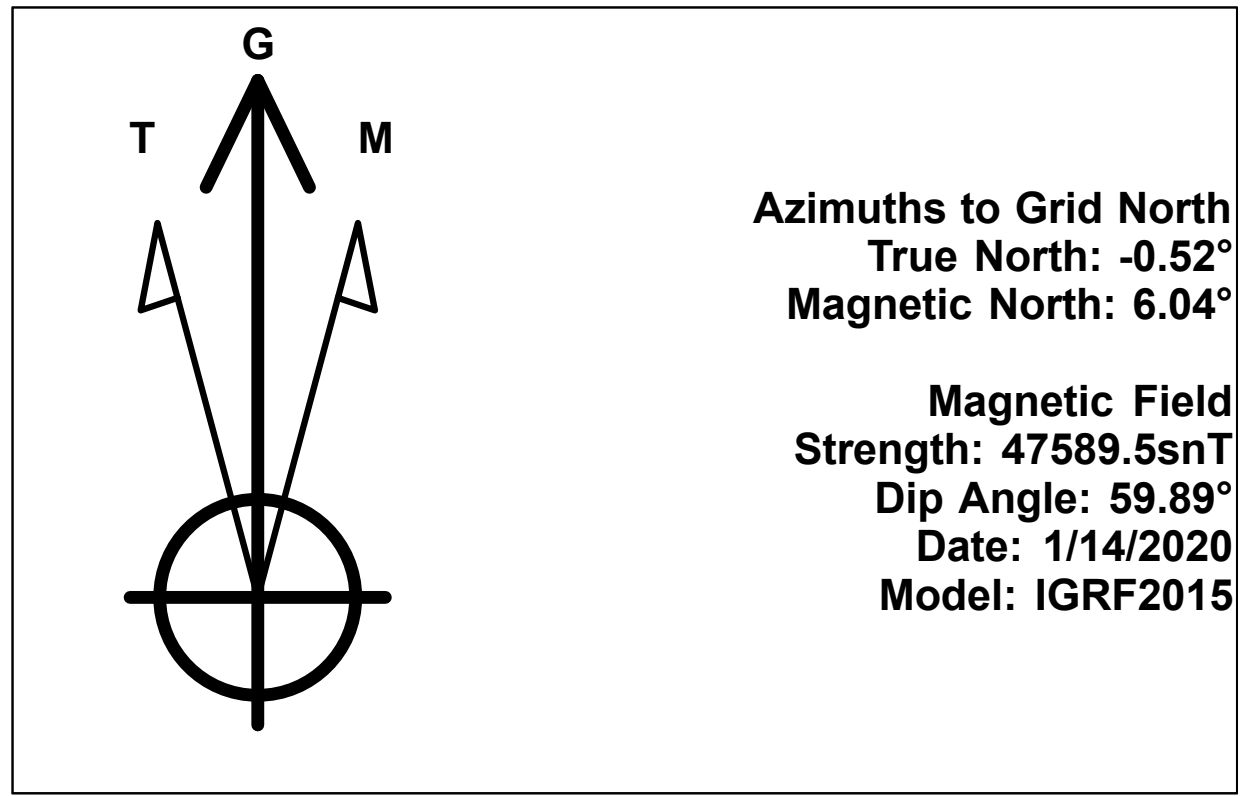 G
T
M
Azimuths to Grid North
True North: -0.52°
Magnetic North: 6.04°
Magnetic Field
Strength: 47589.5snT
Dip Angle: 59.89°
Date: 1/14/2020
Model: IGRF2015